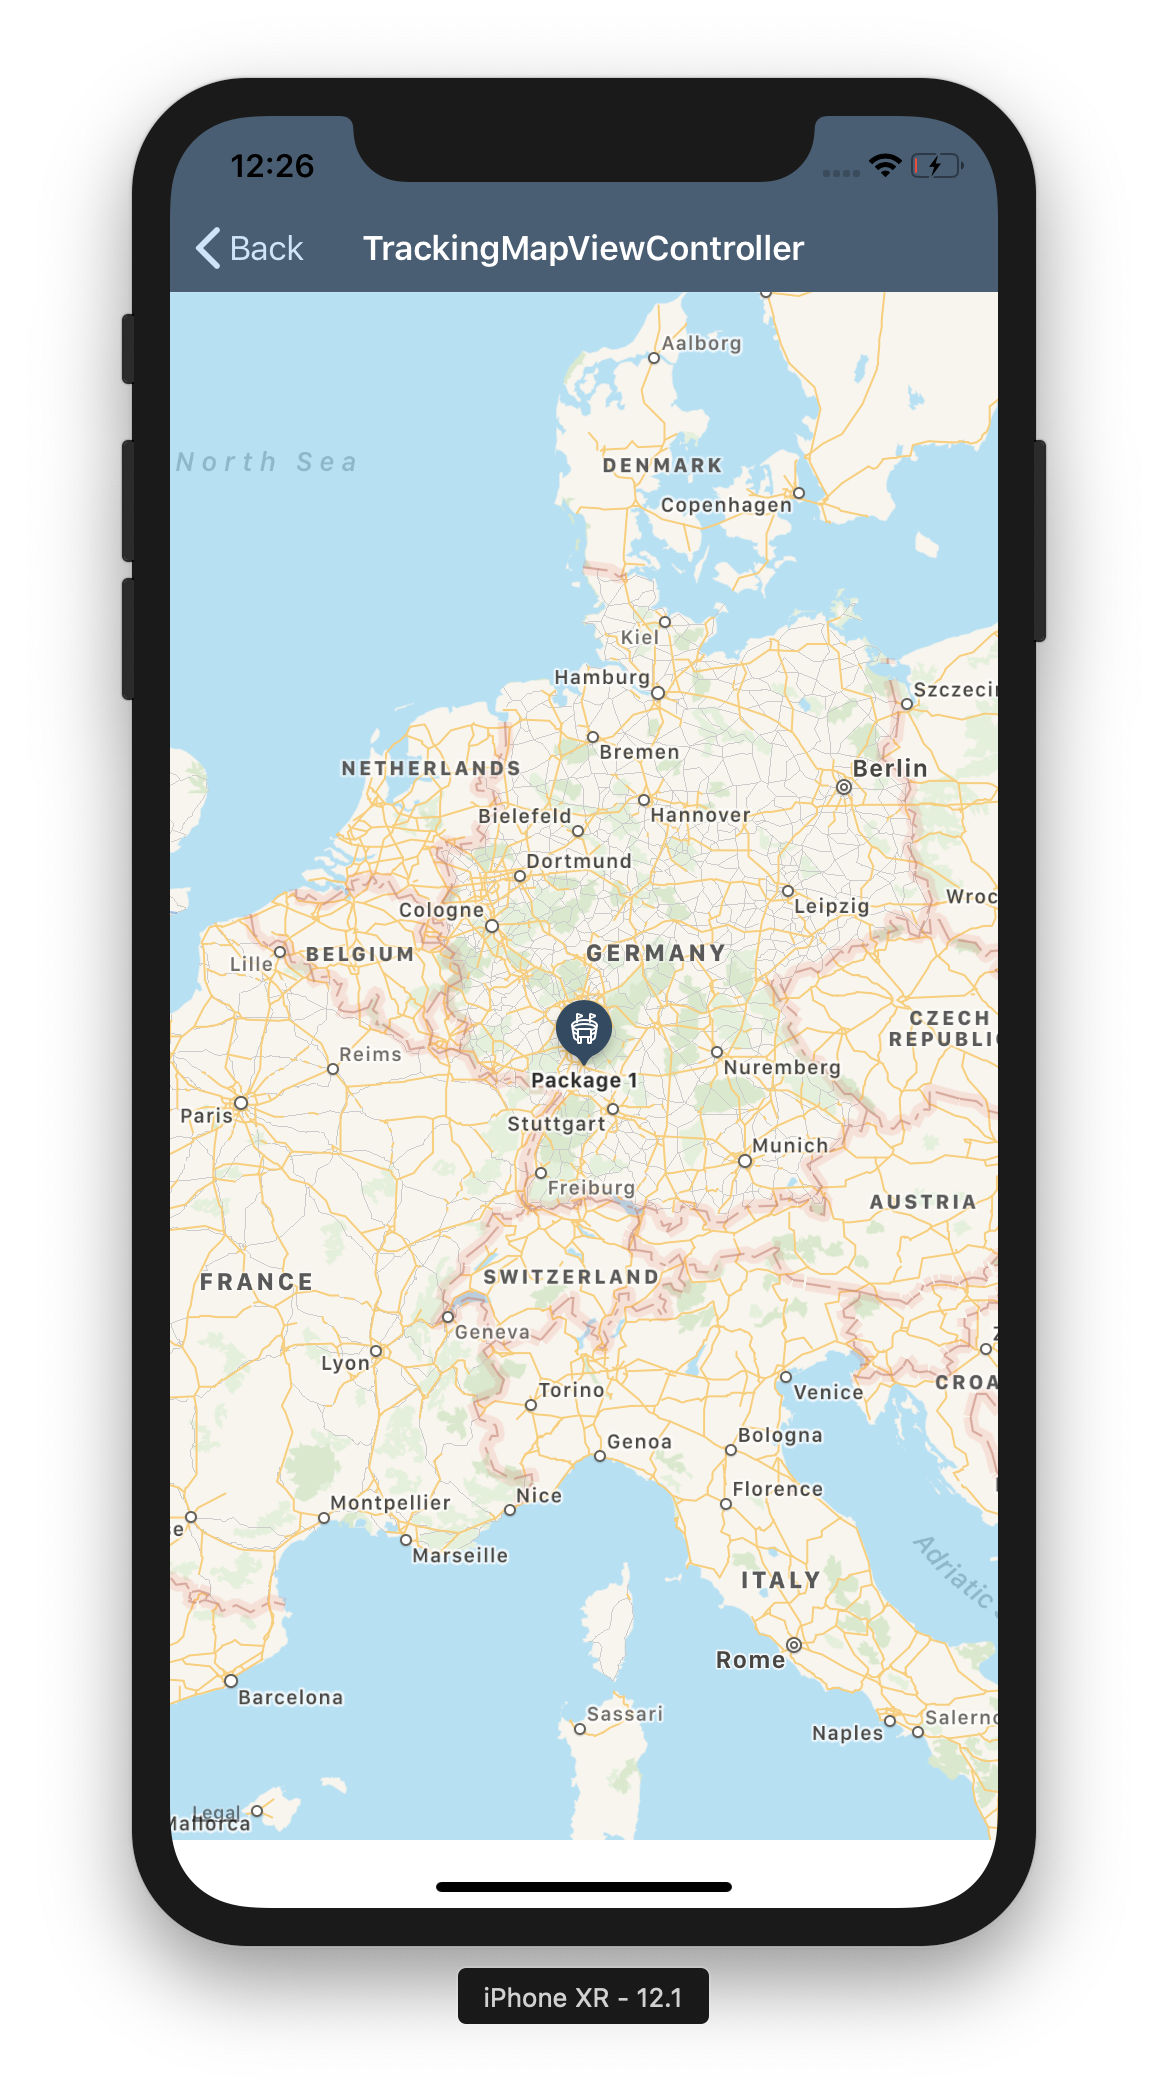 12:26
Back TrackingMapViewController
Aalborg
North Sea
DENMARK
Copenhagen
Kiel
Hamburg
Szczecin
Bremen
NETHERLANDS
Berlin
Bielefeld
Hannover
Dortmund
Wroc
Leipzig
Cologne
GERMANY
BELGIUM
Lille
CZECH
REPUBLIC
Reims
Nuremberg
Package 1
Paris
Stuttgart
Munich
Freiburg
AUSTRIA
SWITZERLAND
FRANCE
Geneva
Lyon
Torino
CROA
Venice
Bologna
Genoa
Florence
Nice
Montpellier
se
Marseille
Adriatic
ITALY
Rome
Barcelona
Sassari
Salerno
Naples
Legal
Mallorca
iPhone XR - 12.1